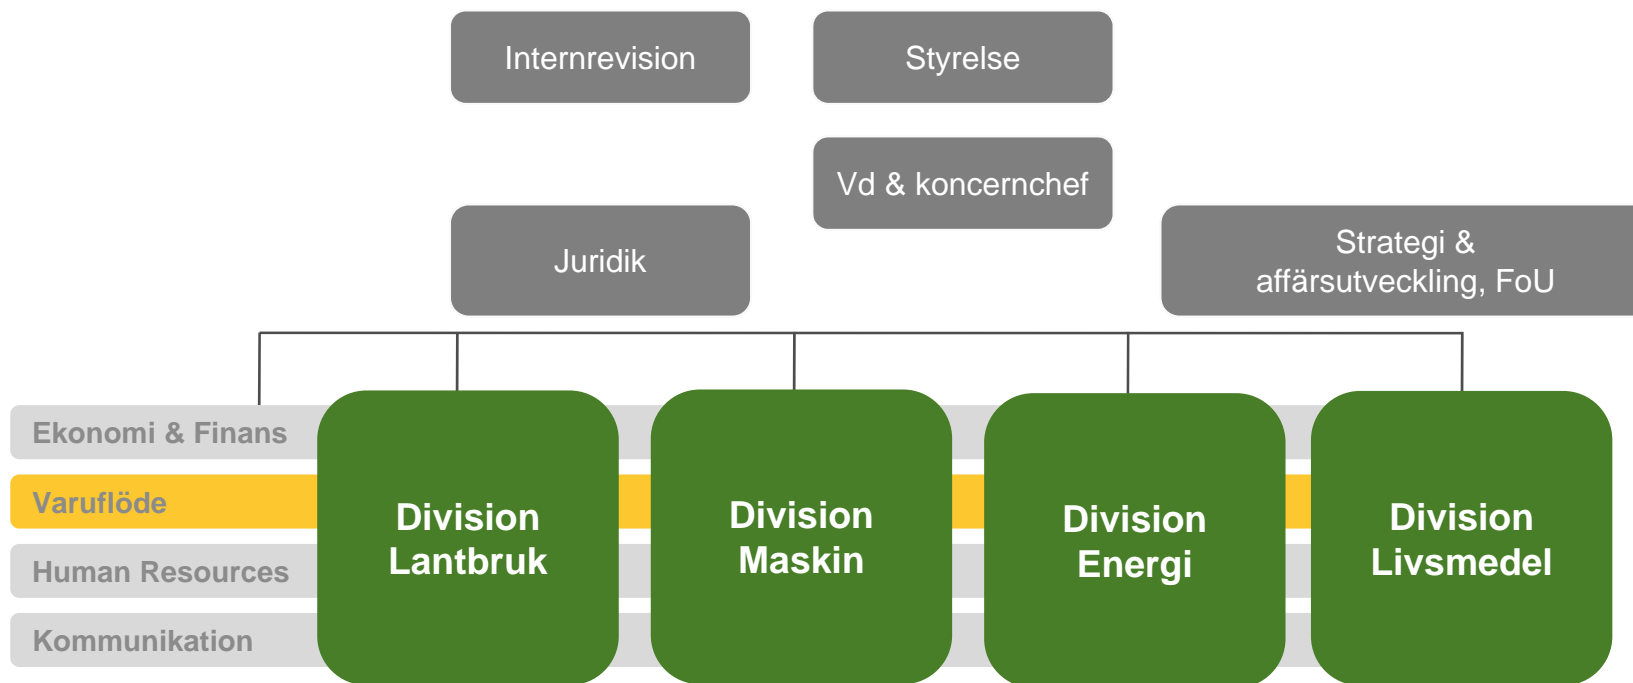 Internrevision
Styrelse
Vd & koncernchef
Juridik
Strategi &
affärsutveckling, FoU
Ekonomi & Finans
Varuflöde
Human Resources
Kommunikation
Division
Lantbruk
Division
Maskin
Division
Energi
Division
Livsmedel